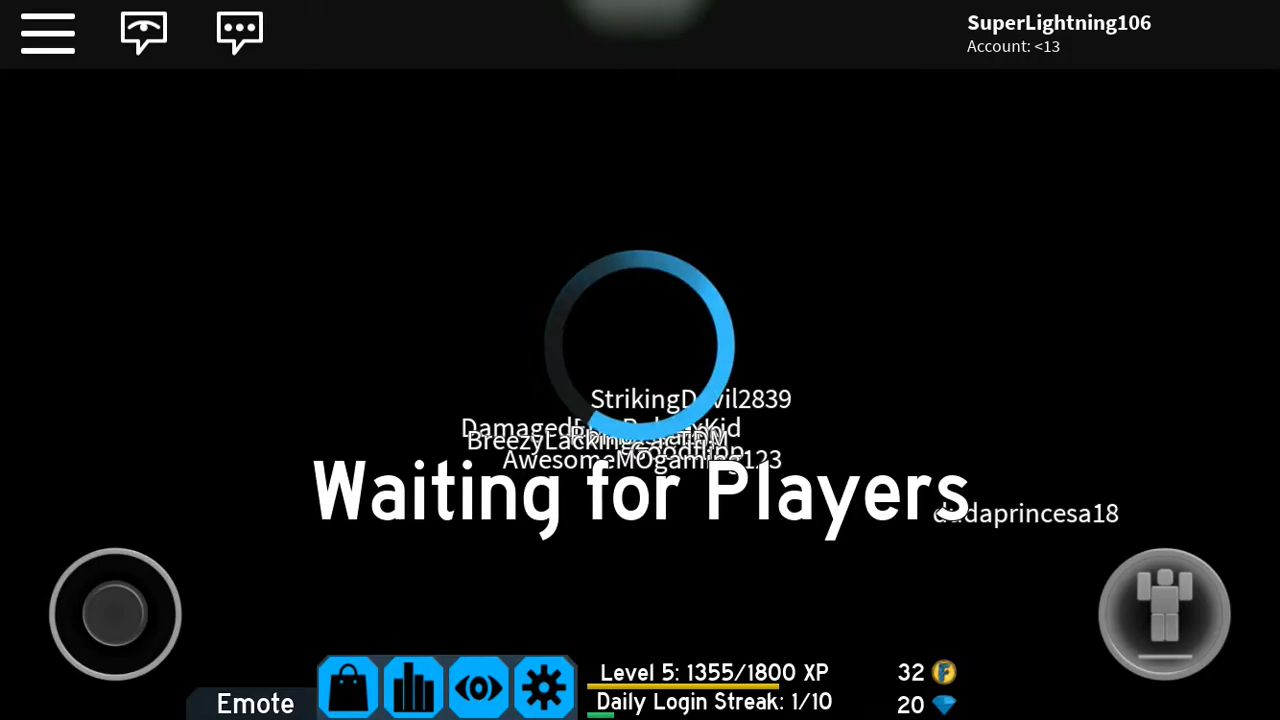 SuperLightning106
Account: <13
StrikingDevil2839
AwesomeMOgaming123
Waiting for Players
dudaprincesa18
Level 5: 1355/1800 XP
32
Emote
Daily Login Streak: 1/10
20